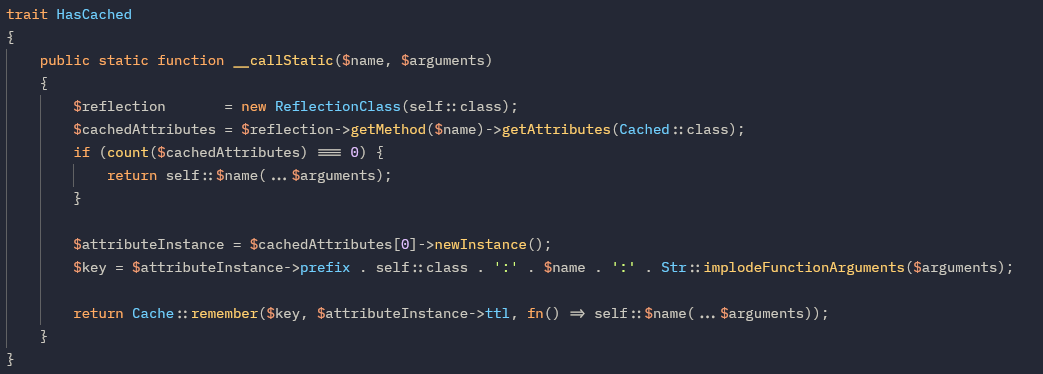 trait HasCached
{
    public static function __callStatic($name, $arguments)
    {
        $reflection       = new ReflectionClass(self::class);
        $cachedAttributes = $reflection->getMethod($name)->getAttributes(Cached::class);
        if (count($cachedAttributes) === 0) {
            return self::$name(...$arguments);
        }

        $attributeInstance = $cachedAttributes[0]->newInstance();
        $key = $attributeInstance->prefix . self::class . ':' . $name . ':' . Str::implodeFunctionArguments($arguments);

        return Cache::remember($key, $attributeInstance->ttl, fn() => self::$name(...$arguments));
    }
}